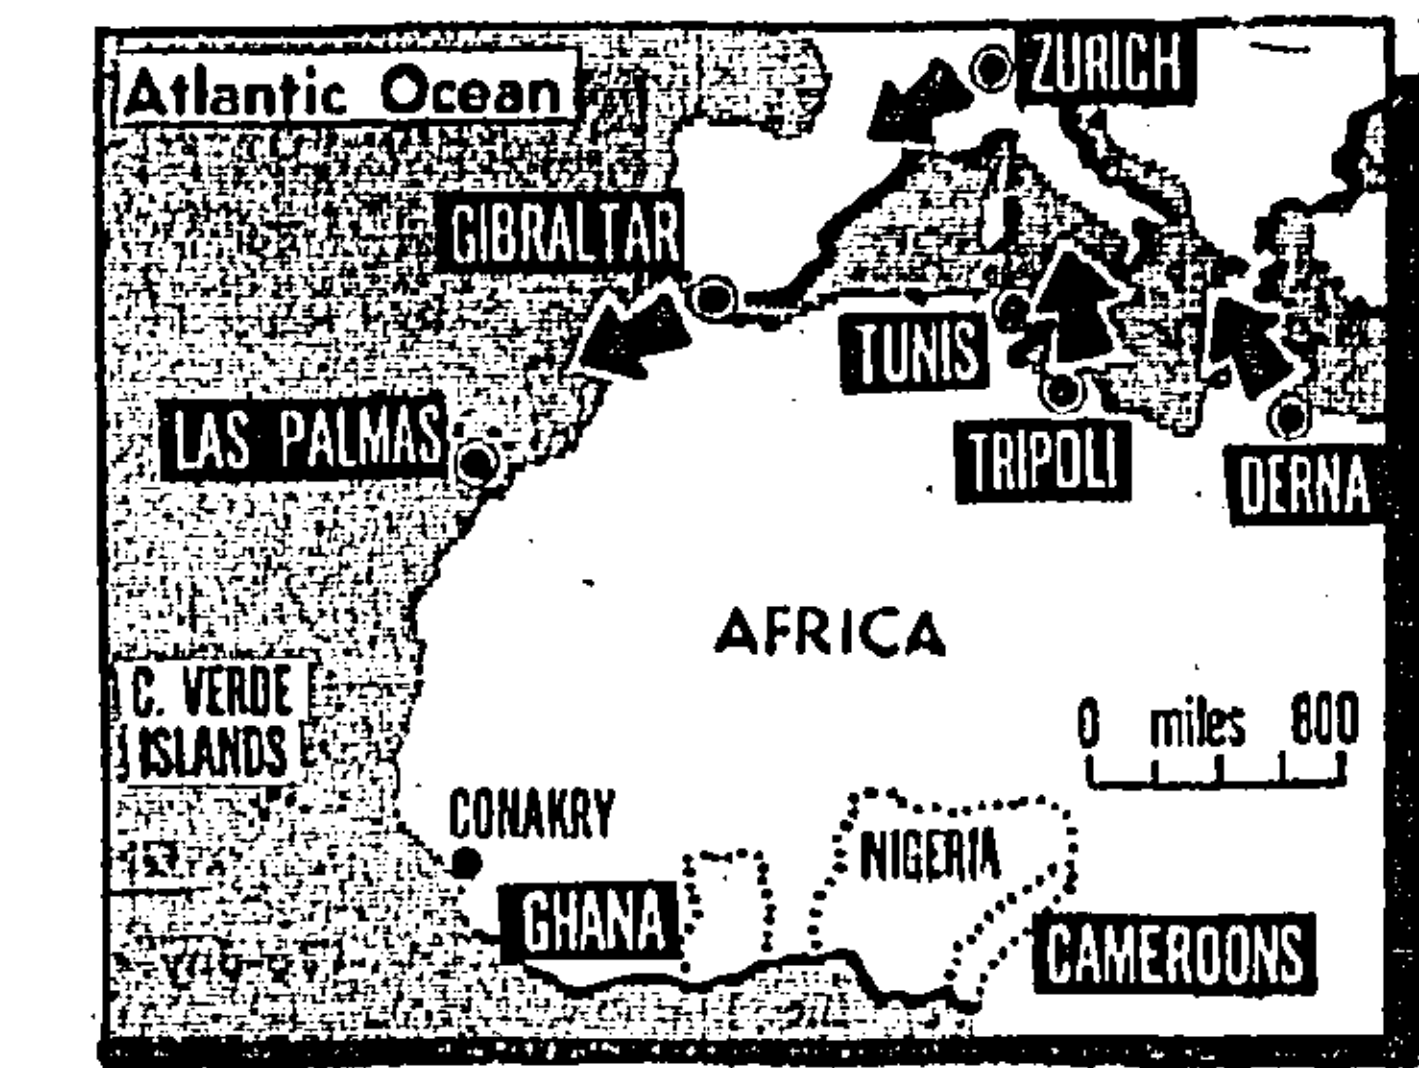 Atlantic Ocean
ZURICH
GIBRALTAR
TUNIS
LAS PALMAS
TRIPOLI
DERNA
AFRICA
C. VERDE
ISLANDS
0 miles 800
CONAKRY
NIGERIA
GHANA
CAMEROONS